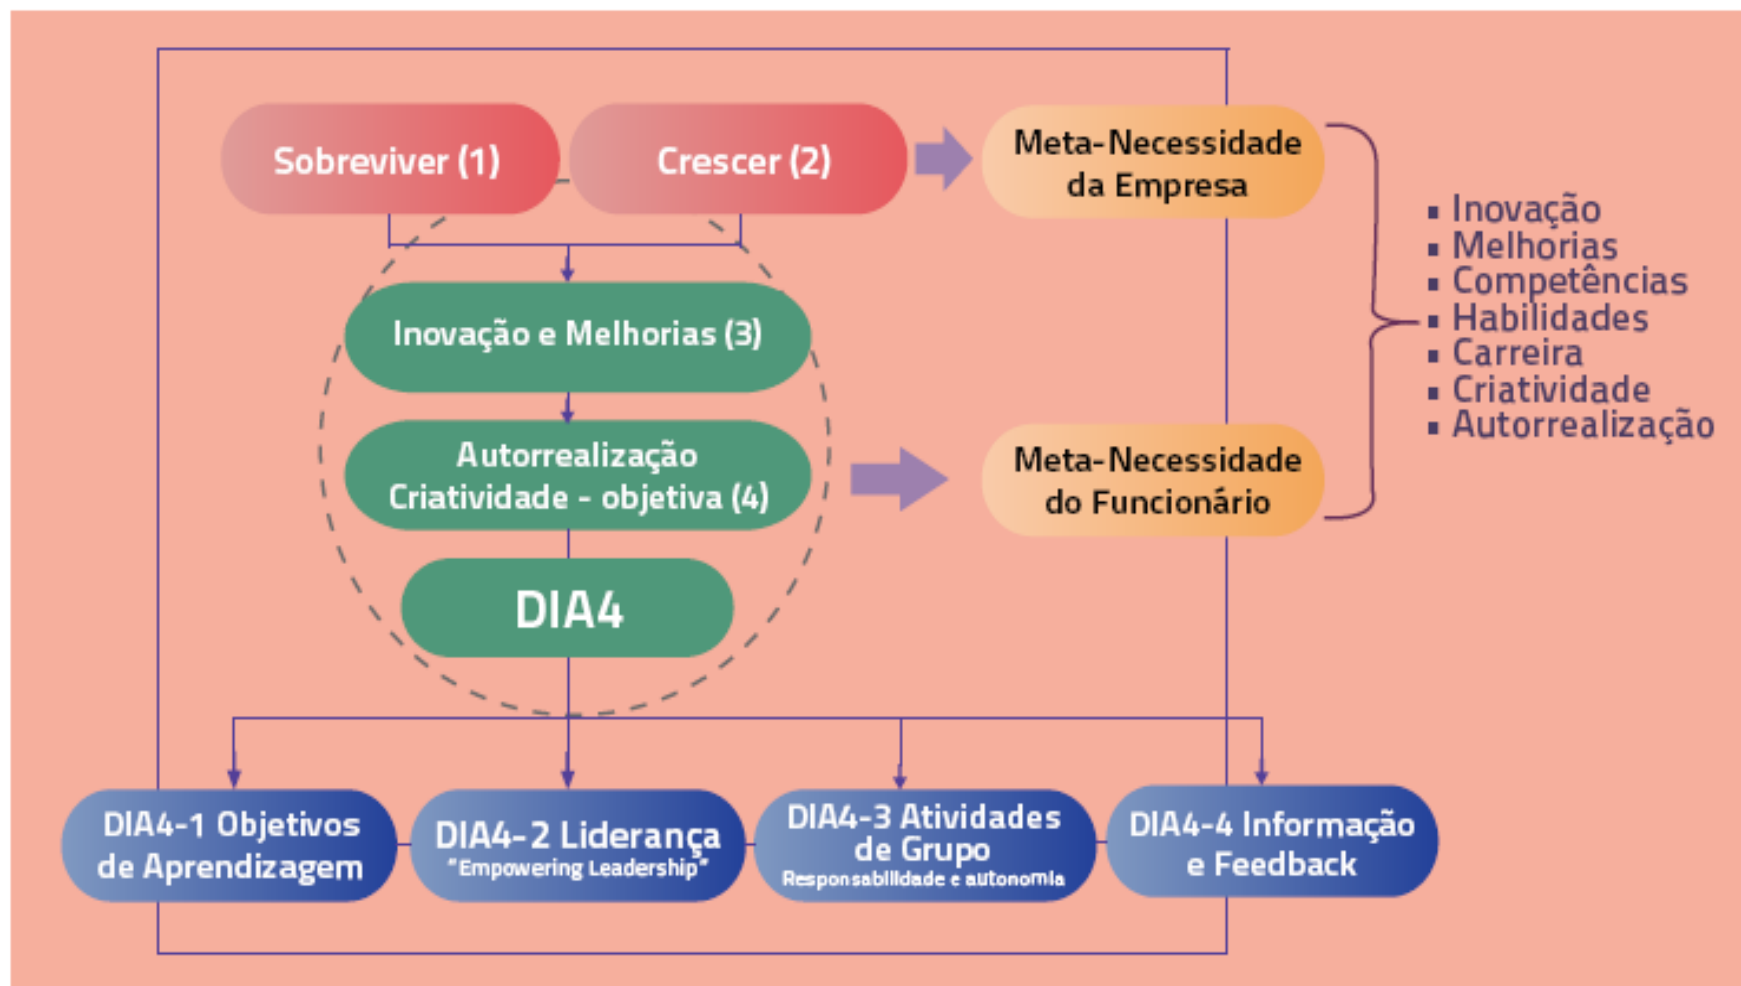 Sobreviver (1)
Crescer (2)
Meta-Necessidade
da Empresa
Inovação e Melhorias (3)
Autorrealização
Criatividade - objetiva (4)
Meta-Necessidade
do Funcionário
▪ Inovação
▪ Melhorias
▪ Competências
▪ Habilidades
▪ Carreira
▪ Criatividade
▪ Autorrealização
DIA4
DIA4-1 Objetivos
de Aprendizagem
DIA4-2 Liderança
"Empowering Leadership"
DIA4-3 Atividades
de Grupo
Responsabilidade e autonomia
DIA4-4 Informação
e Feedback